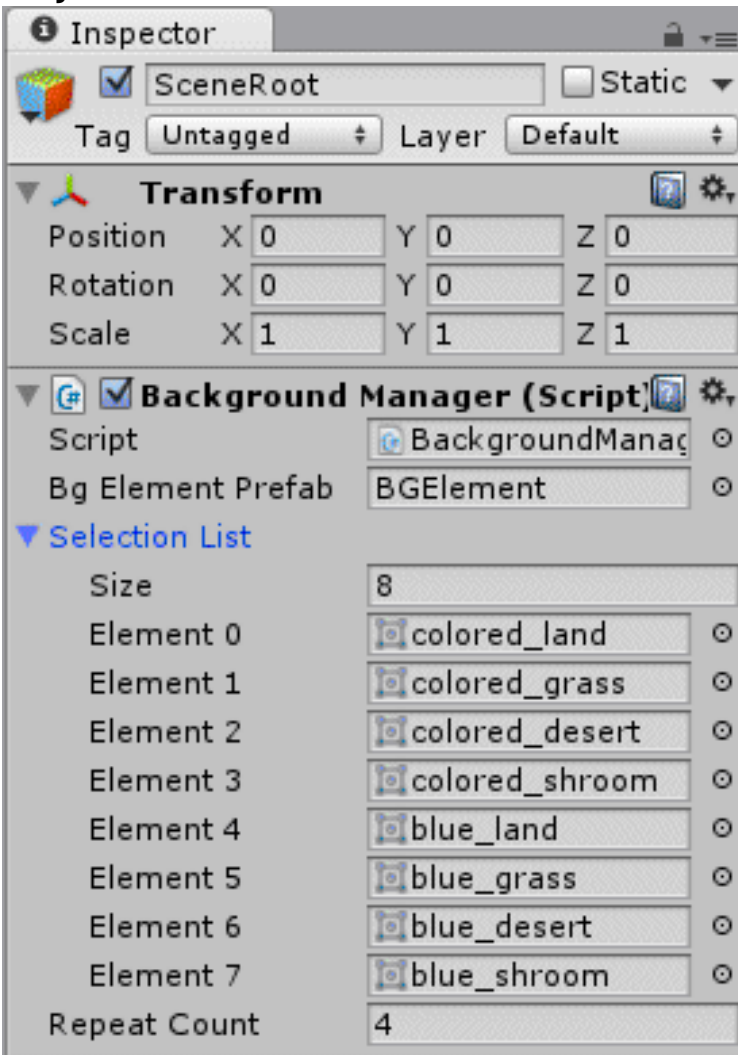 Inspector
SceneRoot Static
Tag Untagged Layer Default
Transform
Position X 0 Y 0 Z 0
Rotation X 0 Y 0 Z 0
Scale X 1 Y 1 Z 1
Background Manager (Script)
Script BackgroundManag
Bg Element Prefab BGElement
Selection List
Size 8
Element 0 colored_land
Element 1 colored_grass
Element 2 colored_desert
Element 3 colored_shroom
Element 4 blue_land
Element 5 blue_grass
Element 6 blue_desert
Element 7 blue_shroom
Repeat Count 4